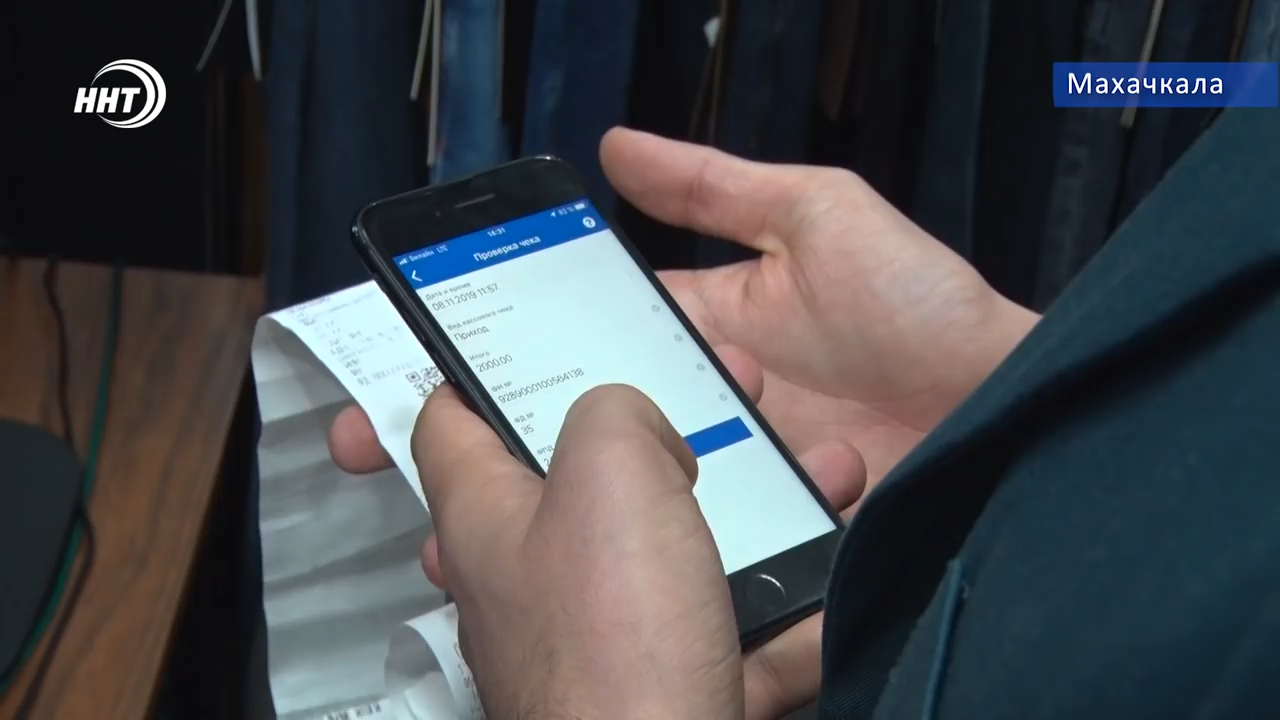 ННТ
Махачкала
Билайн LTE
14:31
Проверка чека
Дата и время
08.11.2019 11:57
Вид кассового чека
Приход
Итого
2000.00
ФН №
9289000100584138
ФД №
35